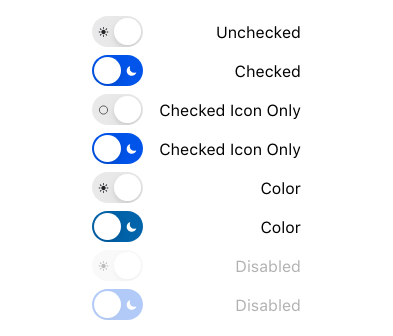 Unchecked
Checked
Checked Icon Only
Checked Icon Only
Color
Color
Disabled
Disabled